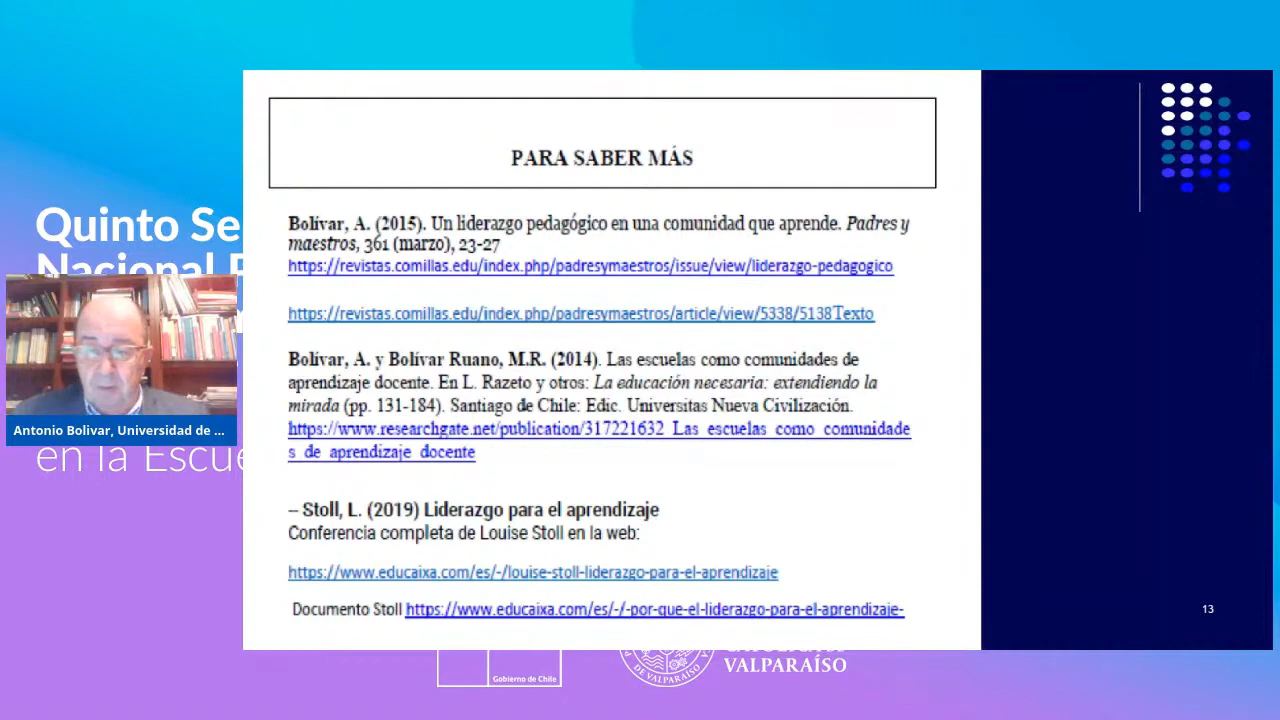 PARA SABER MÁS
Bolívar, A. (2015). Un liderazgo pedagógico en una comunidad que aprende. Padres y
maestros, 361 (marzo), 23-27
https://revistas.comillas.edu/index.php/padresymaestros/issue/view/liderazgo-pedagogico
https://revistas.comillas.edu/index.php/padresymaestros/article/view/5338/5138Texto
Bolívar, A. y Bolívar Ruano, M.R. (2014). Las escuelas como comunidades de
aprendizaje docente. En L. Razeto y otros: La educación necesaria: extendiendo la
mirada (pp. 131-184). Santiago de Chile: Edic. Universitas Nueva Civilización.
https://www.researchgate.net/publication/317221632_Las_escuelas_como_comunidade
s_de_aprendizaje_docente
– Stoll, L. (2019) Liderazgo para el aprendizaje
Conferencia completa de Louise Stoll en la web:
https://www.educaixa.com/es/-/louise-stoll-liderazgo-para-el-aprendizaje
Documento Stoll https://www.educaixa.com/es/-/-por-que-el-liderazgo-para-el-aprendizaje-
13
Quinto Se
Nacional
Antonio Bolivar, Universidad de ...
en la Escue
Gobierno de Chile
DE VALPARAÍSO
VALPARAÍSO